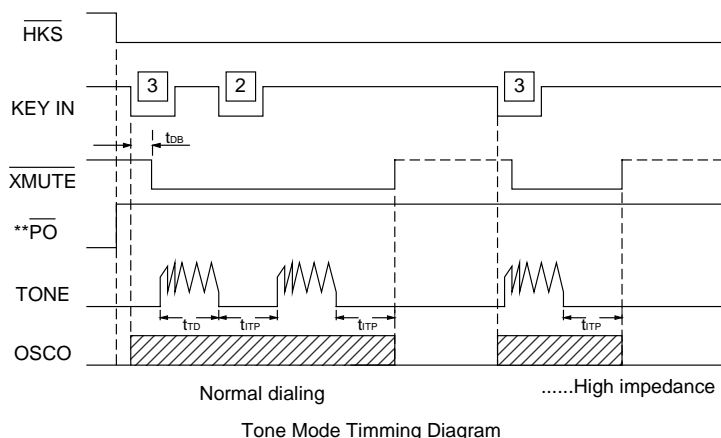 HKS
KEY IN
3
2
3
tDB
XMUTE
**PO
TONE
tTD
tITP
tITP
tITP
OSCO
Normal dialing
......High impedance
Tone Mode Timming Diagram